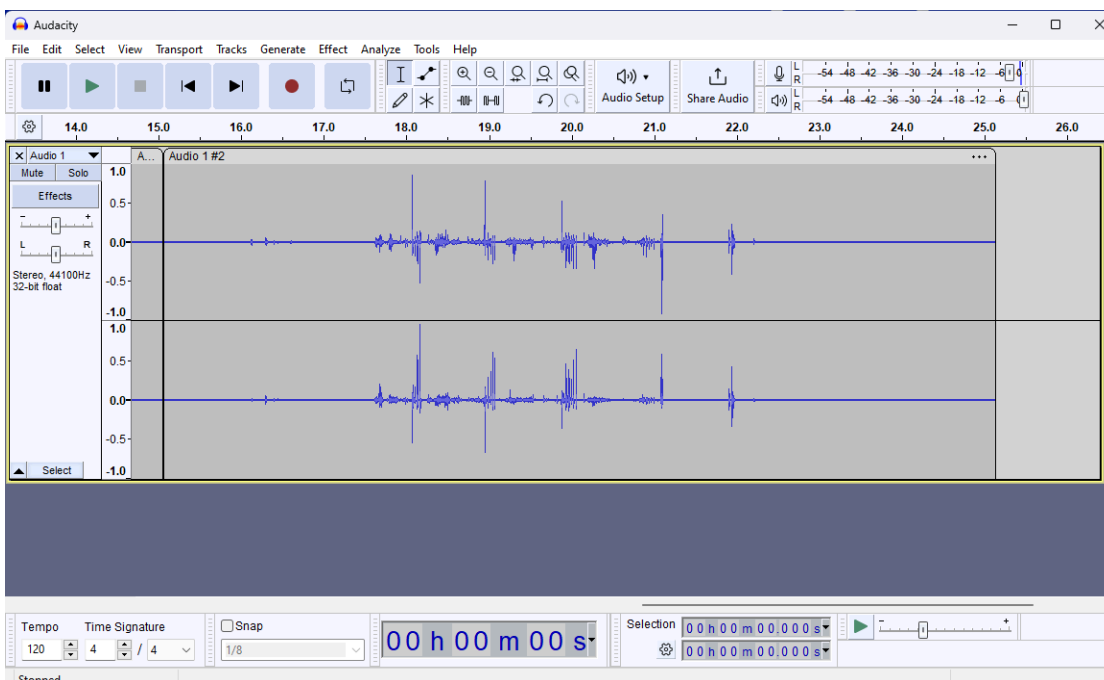 Audacity
File Edit Select View Transport Tracks Generate Effect Analyze Tools Help
Audio Setup
Share Audio
L
R
-54 -48 -42 -36 -30 -24 -18 -12 -6 0
L
R
-54 -48 -42 -36 -30 -24 -18 -12 -6
14.0 15.0 16.0 17.0 18.0 19.0 20.0 21.0 22.0 23.0 24.0 25.0 26.0
Audio 1
A...
Audio 1 #2
Mute Solo
Effects
- +
L R
Stereo, 44100Hz
32-bit float
Select
1.0
0.5-
0.0-
-0.5-
-1.0
1.0
0.5-
0.0-
-0.5-
-1.0
Tempo Time Signature
120 4 / 4
Snap
1/8
00 h 00 m 00 s
Selection
00 h 00 m 00.000 s
00 h 00 m 00.000 s
- +
Stopped